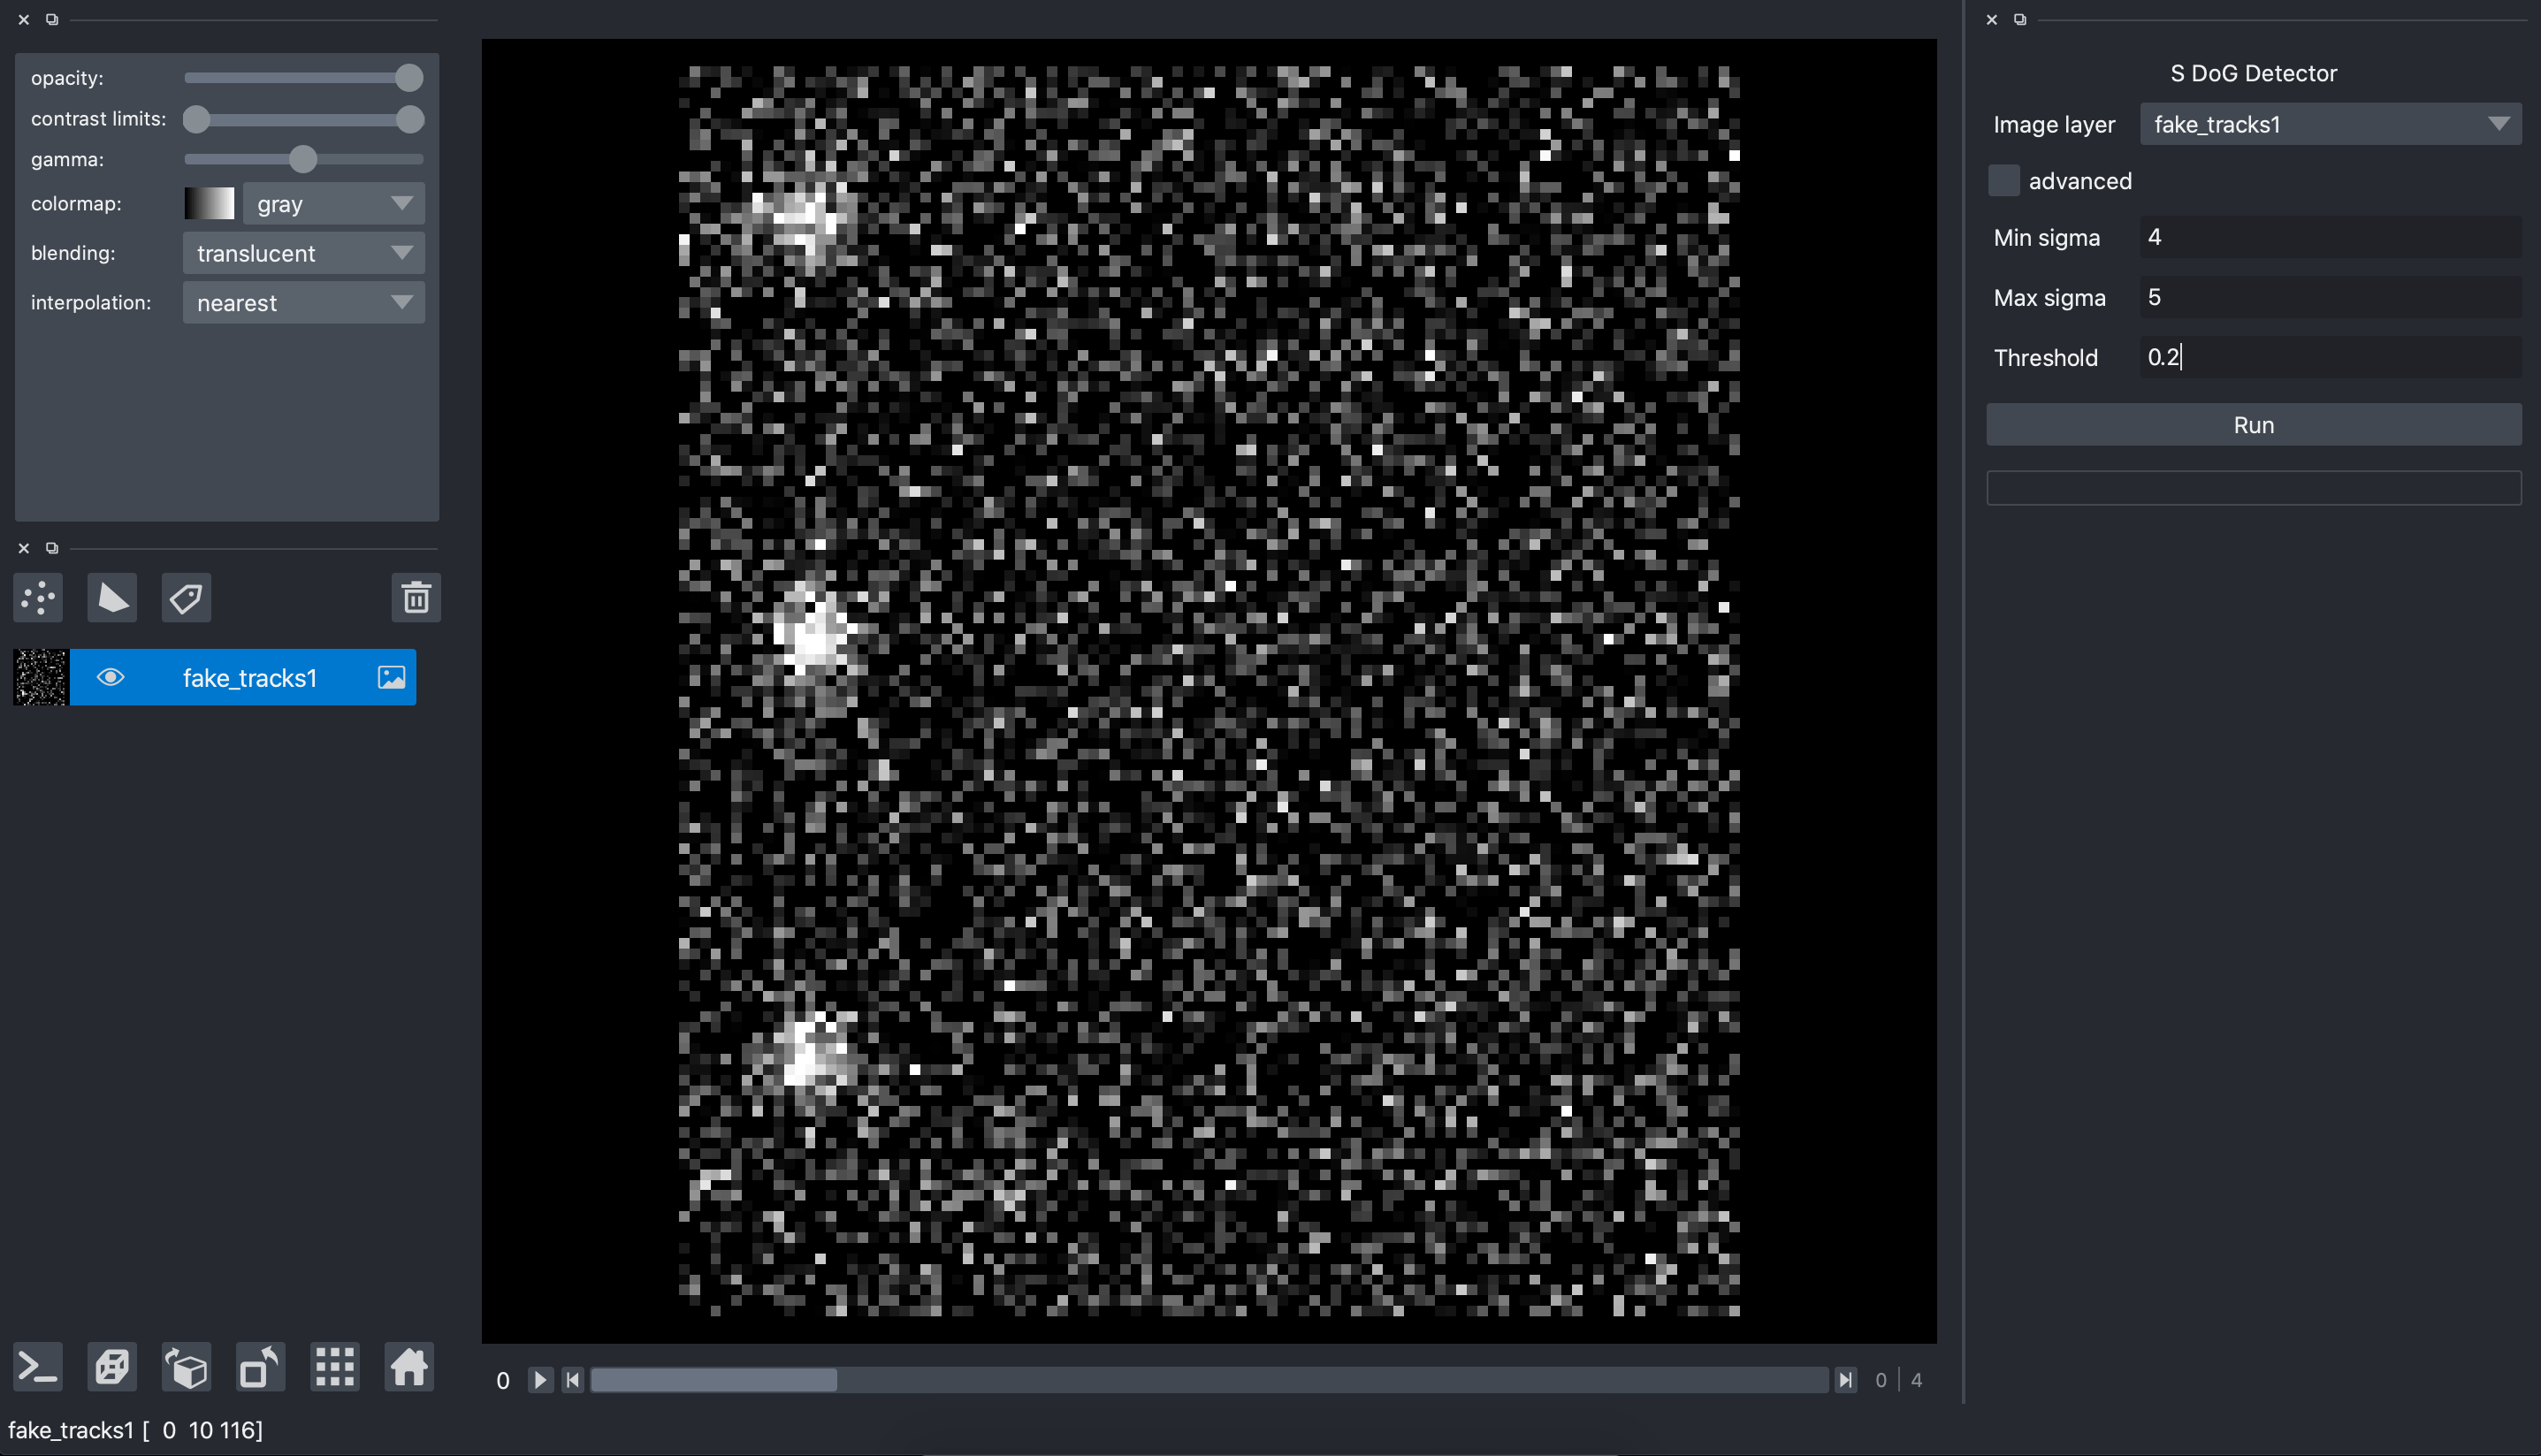 opacity:
contrast limits:
gamma:
colormap: gray
blending: translucent
interpolation: nearest
fake_tracks1
0 0 4
fake_tracks1 [ 0 10 116]
S DoG Detector
Image layer fake_tracks1
advanced
Min sigma 4
Max sigma 5
Threshold 0.2
Run